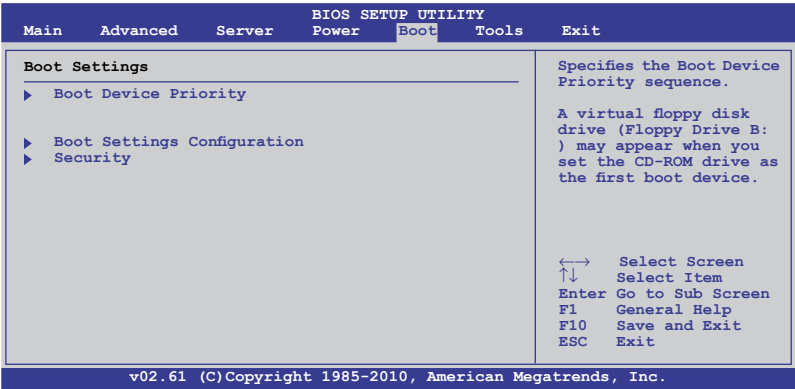 BIOS SETUP UTILITY
Main Advanced Server Power Boot Tools Exit
Boot Settings
Boot Device Priority
Boot Settings Configuration
Security
Specifies the Boot Device
Priority sequence.
A virtual floppy disk
drive (Floppy Drive B:
) may appear when you
set the CD-ROM drive as
the first boot device.
←→ Select Screen
↑↓ Select Item
Enter Go to Sub Screen
F1 General Help
F10 Save and Exit
ESC Exit
v02.61 (C)Copyright 1985-2010, American Megatrends, Inc.